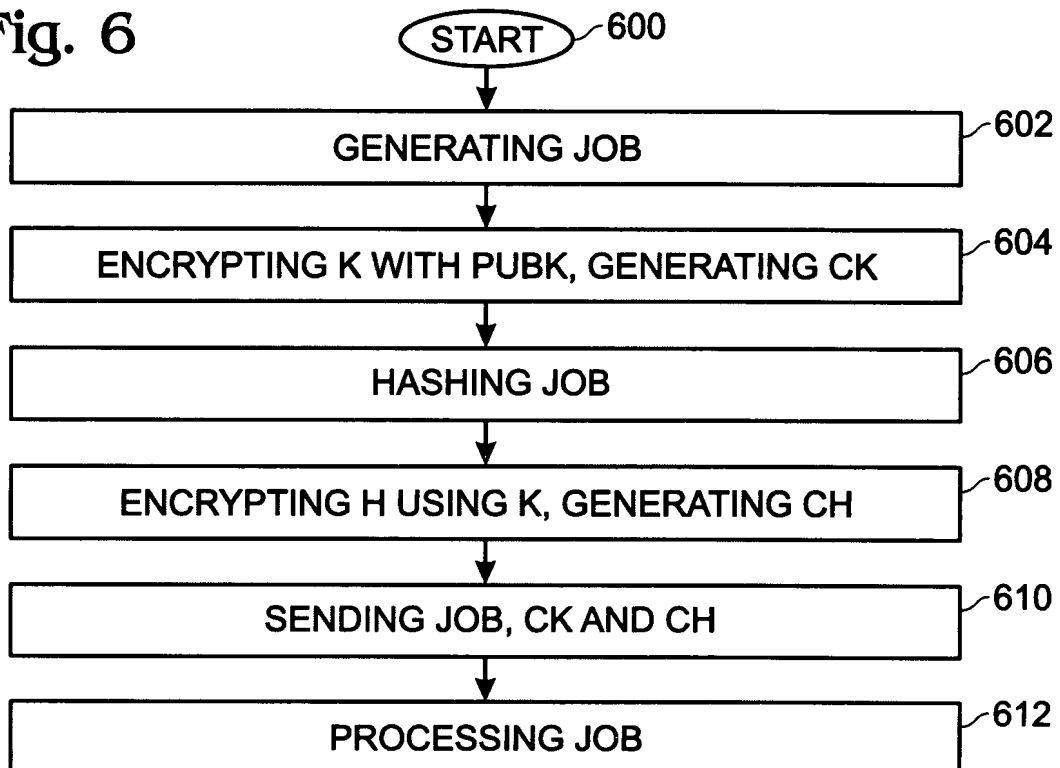 Fig. 6
START
600
GENERATING JOB
602
ENCRYPTING K WITH PUBK, GENERATING CK
604
HASHING JOB
606
ENCRYPTING H USING K, GENERATING CH
608
SENDING JOB, CK AND CH
610
PROCESSING JOB
612